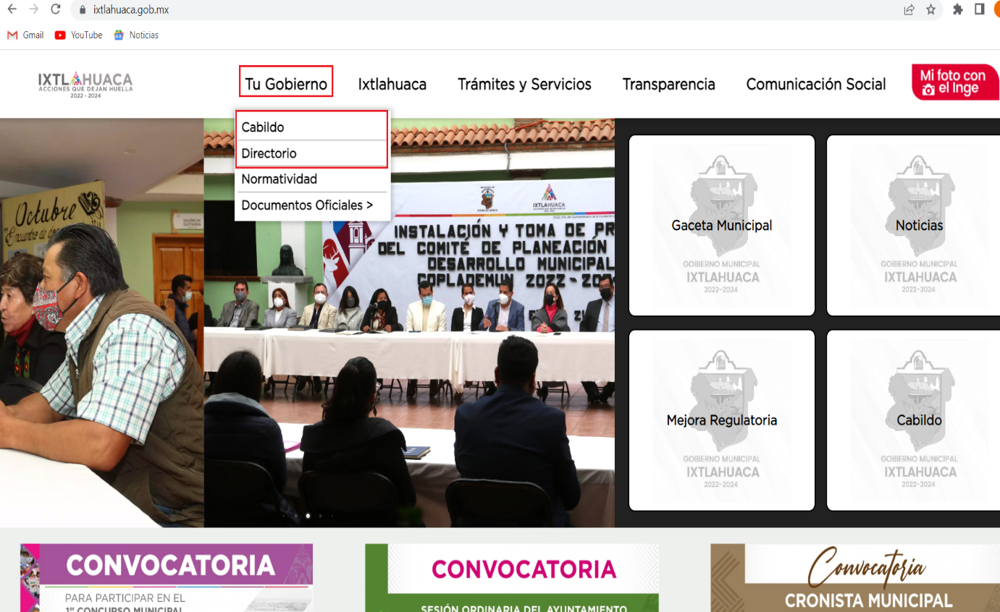 ixtlahuaca.gob.mx
Gmail YouTube Noticias
IXTLAHUACA
ACCIONES QUE DEJAN HUELLA
2022 - 2024
Tu Gobierno Ixtlahuaca Trámites y Servicios Transparencia Comunicación Social
Mi foto con
el Inge
Cabildo
Directorio
Normatividad
Documentos Oficiales >
Octubre
SALÓN DE
GUITARRA
IXTLAHUACA
INSTALACIÓN Y TOMA DE PR
DEL COMITÉ DE PLANEACIÓN
DESARROLLO MUNICIPAL
COPLADEMUN 2022 - 20
Gaceta Municipal
GOBIERNO MUNICIPAL
IXTLAHUACA
2022-2024
Noticias
GOBIERNO MUNICIPAL
IXTLAHUACA
2022-2024
Mejora Regulatoria
GOBIERNO MUNICIPAL
IXTLAHUACA
2022-2024
Cabildo
GOBIERNO MUNICIPAL
IXTLAHUACA
2022-2024
CONVOCATORIA
PARA PARTICIPAR EN EL
1er CONCURSO MUNICIPAL
CONVOCATORIA
SESIÓN ORDINARIA DEL AYUNTAMIENTO
Convocatoria
CRONISTA MUNICIPAL